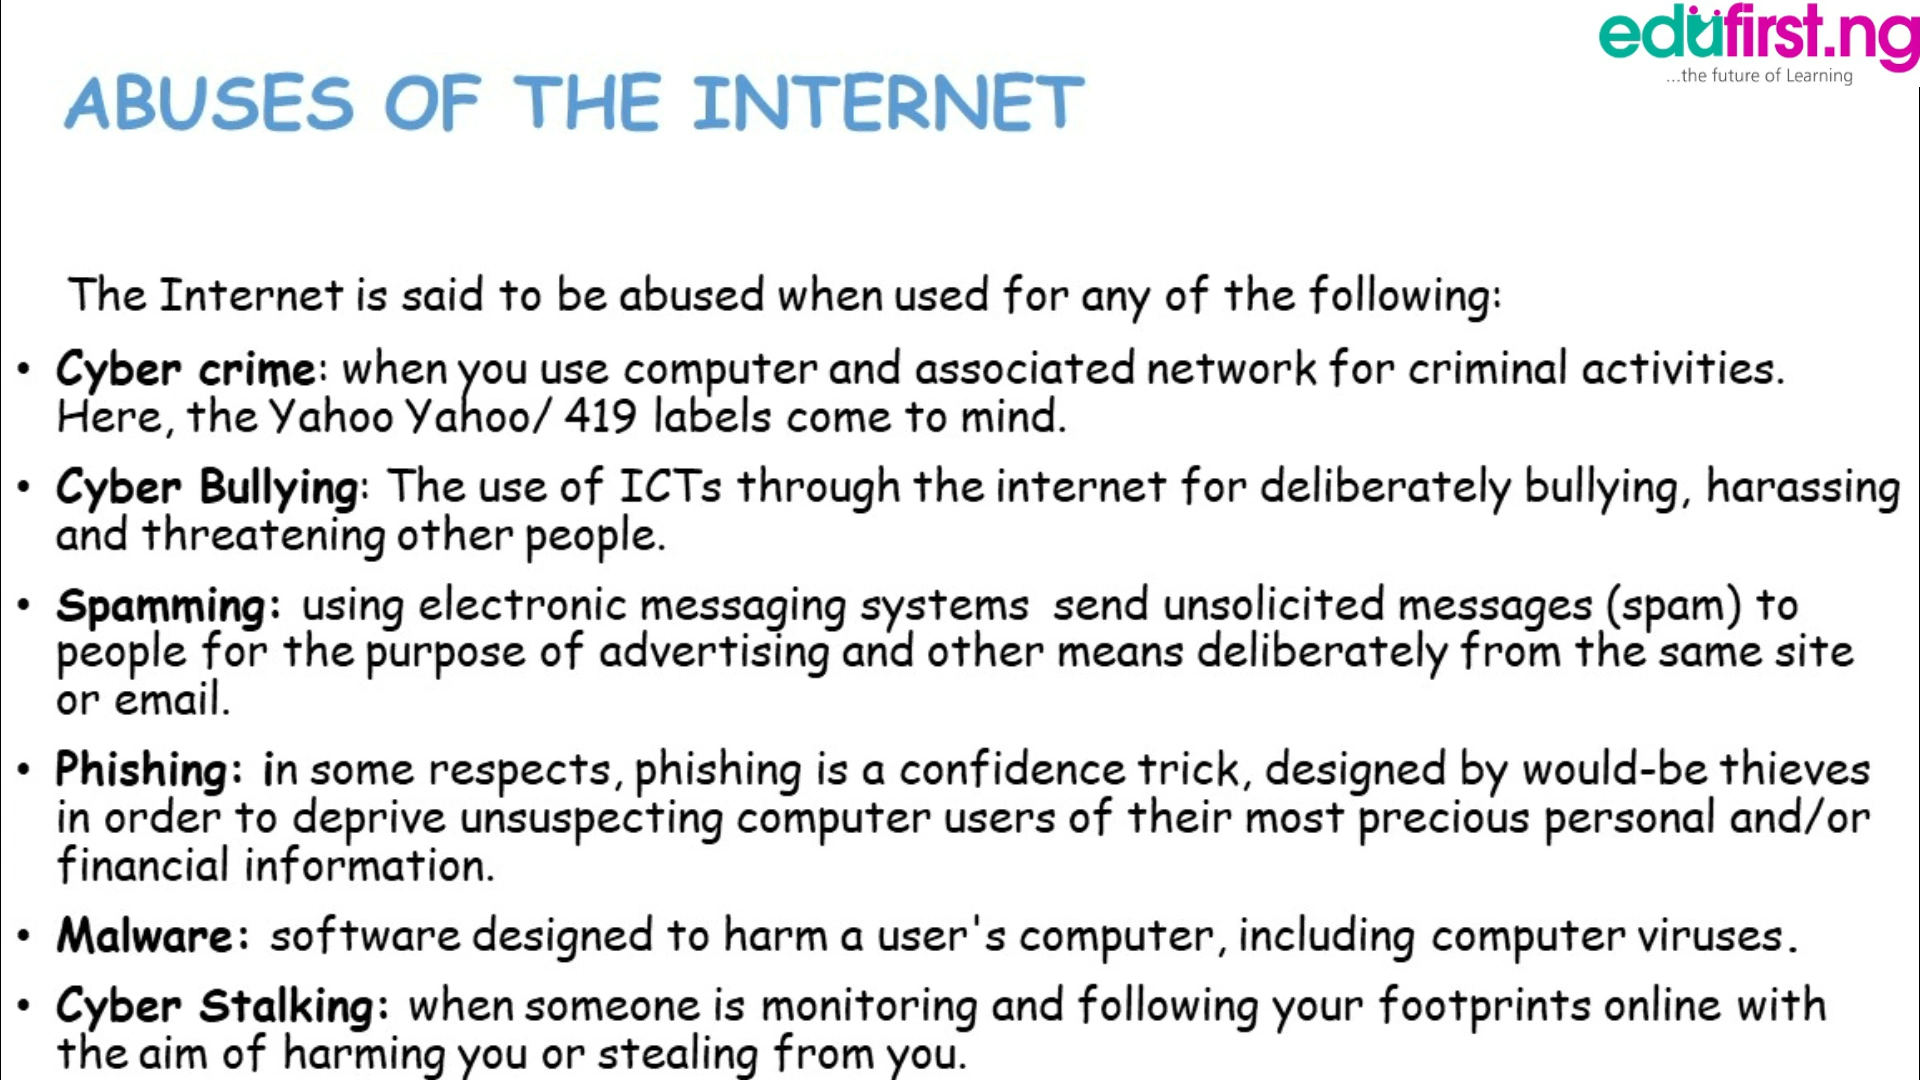 edufirst.ng
...the future of Learning
ABUSES OF THE INTERNET
The Internet is said to be abused when used for any of the following:
• Cyber crime: when you use computer and associated network for criminal activities.
Here, the Yahoo Yahoo/ 419 labels come to mind.
• Cyber Bullying: The use of ICTs through the internet for deliberately bullying, harassing
and threatening other people.
• Spamming: using electronic messaging systems send unsolicited messages (spam) to
people for the purpose of advertising and other means deliberately from the same site
or email.
• Phishing: in some respects, phishing is a confidence trick, designed by would-be thieves
in order to deprive unsuspecting computer users of their most precious personal and/or
financial information.
• Malware: software designed to harm a user's computer, including computer viruses.
• Cyber Stalking: when someone is monitoring and following your footprints online with
the aim of harming you or stealing from you.